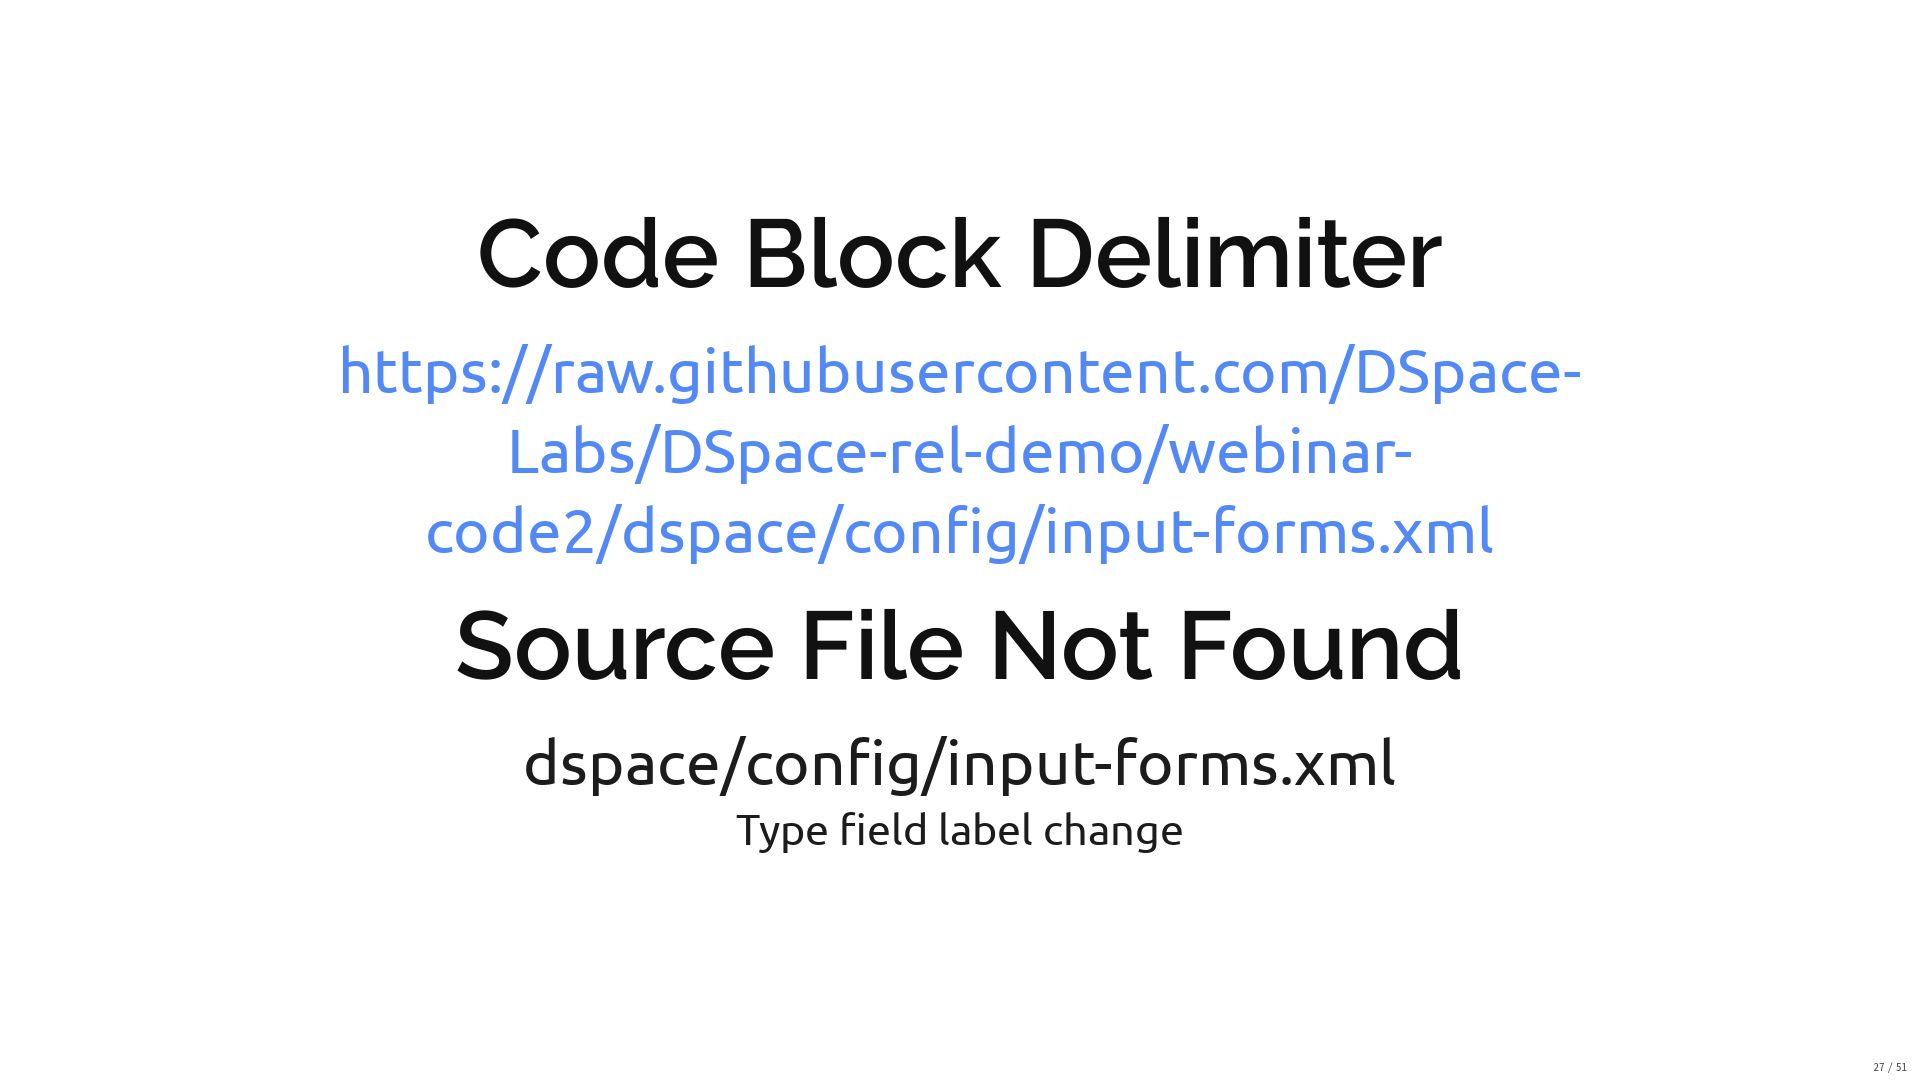 Code Block Delimiter
https://raw.githubusercontent.com/DSpace-
Labs/DSpace-rel-demo/webinar-
code2/dspace/config/input-forms.xml
Source File Not Found
dspace/config/input-forms.xml
Type field label change
27 / 51